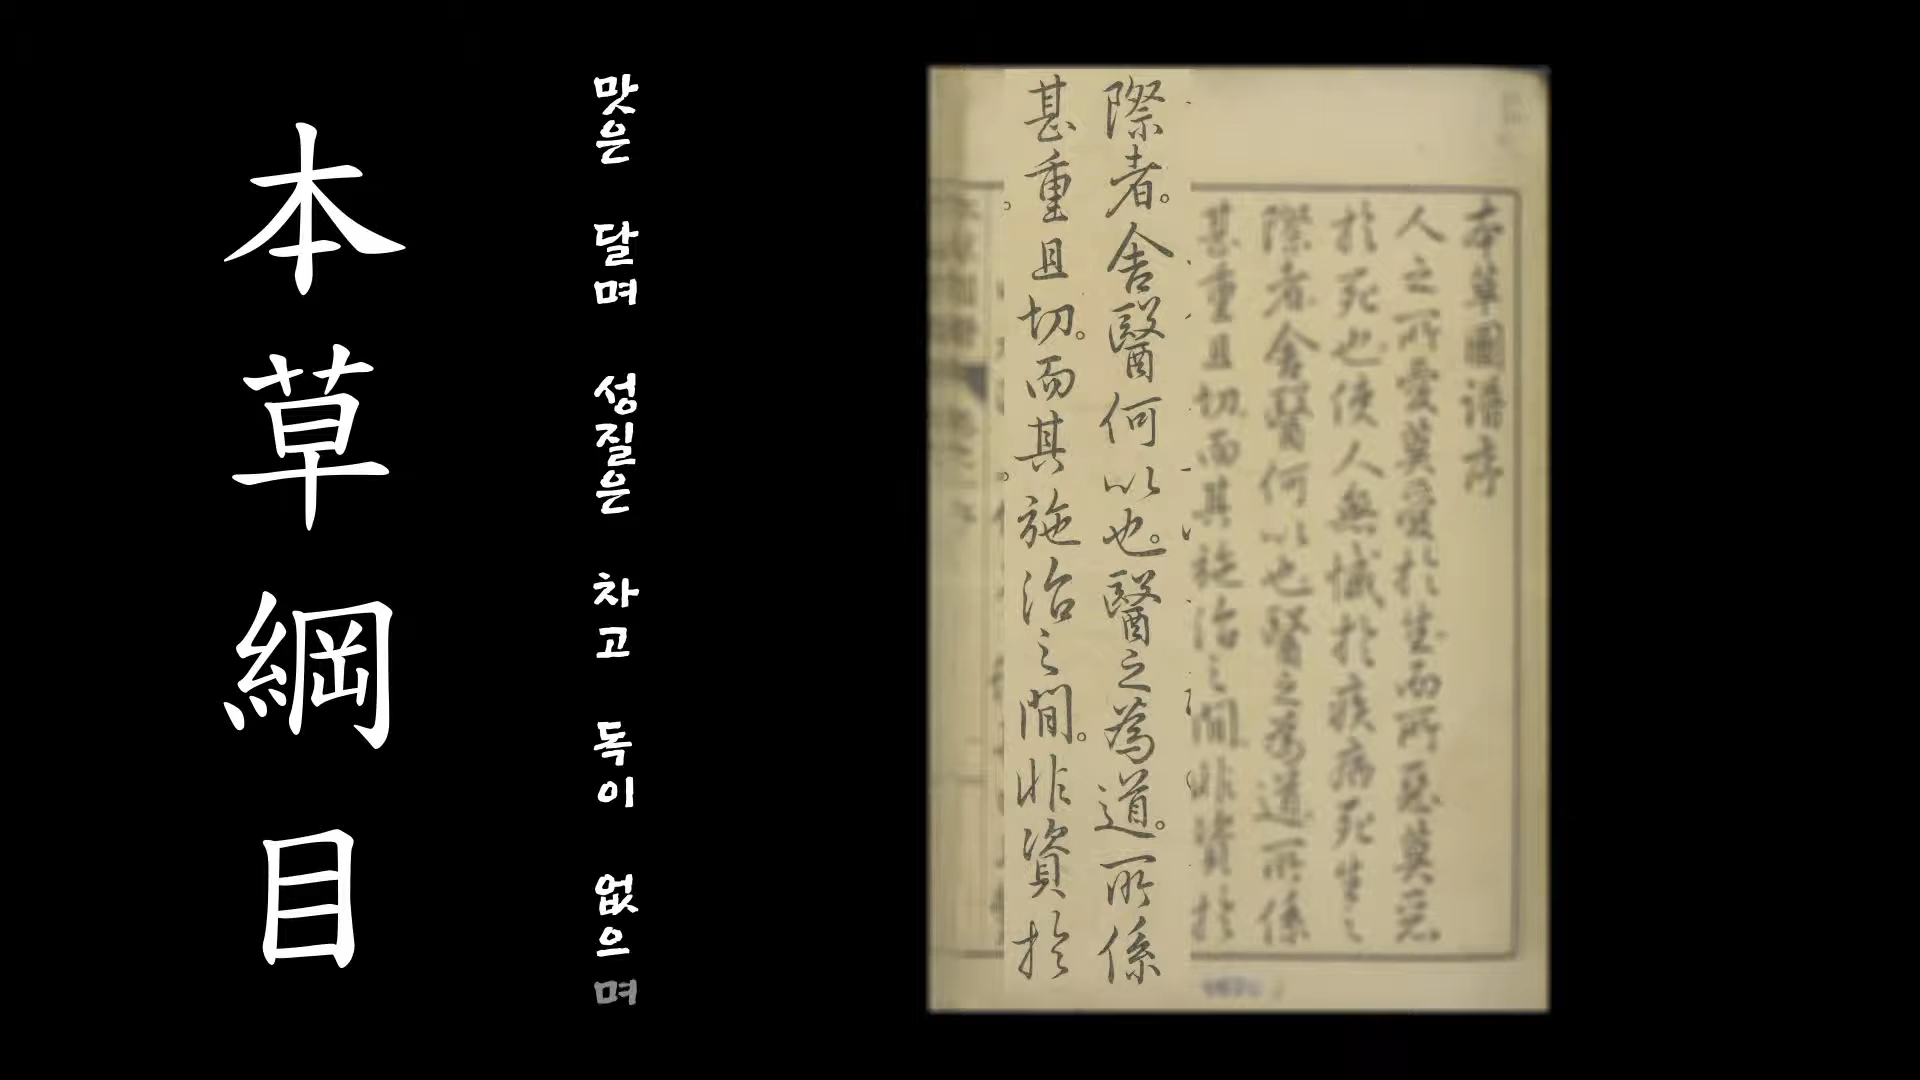 本草綱目
맛은 달며 성질은 차고 독이 없으며
際者。舎醫何以也。醫之為道。所係
甚重且切。而其施治之間。非資於
本草圖譜序
人之所愛莫愛於生而所惡莫惡
於死也使人無憾於疾病死生之
際者舎醫何以也醫之為道所係
甚重且切而其施治之間非資於